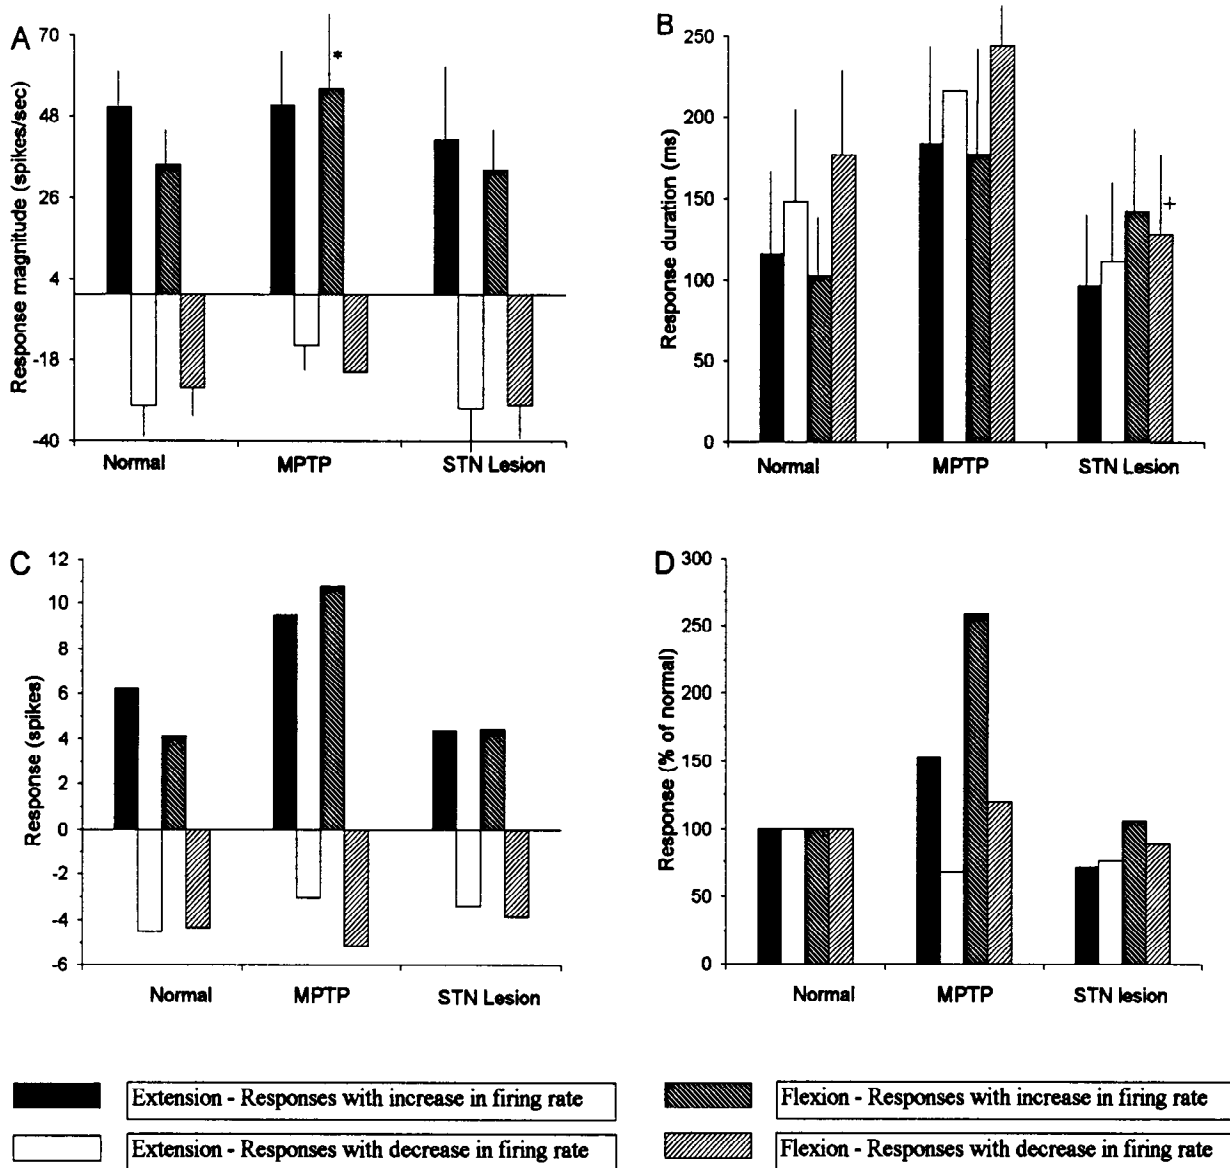 A
Response magnitude (spikes/sec)
70
48
26
4
-18
-40
*
Normal
MPTP
STN Lesion
B
Response duration (ms)
250
200
150
100
50
0
+
Normal
MPTP
STN Lesion
C
Response (spikes)
12
10
8
6
4
2
0
-2
-4
-6
Normal
MPTP
STN Lesion
D
Response (% of normal)
300
250
200
150
100
50
0
Normal
MPTP
STN lesion
Extension - Responses with increase in firing rate
Flexion - Responses with increase in firing rate
Extension - Responses with decrease in firing rate
Flexion - Responses with decrease in firing rate